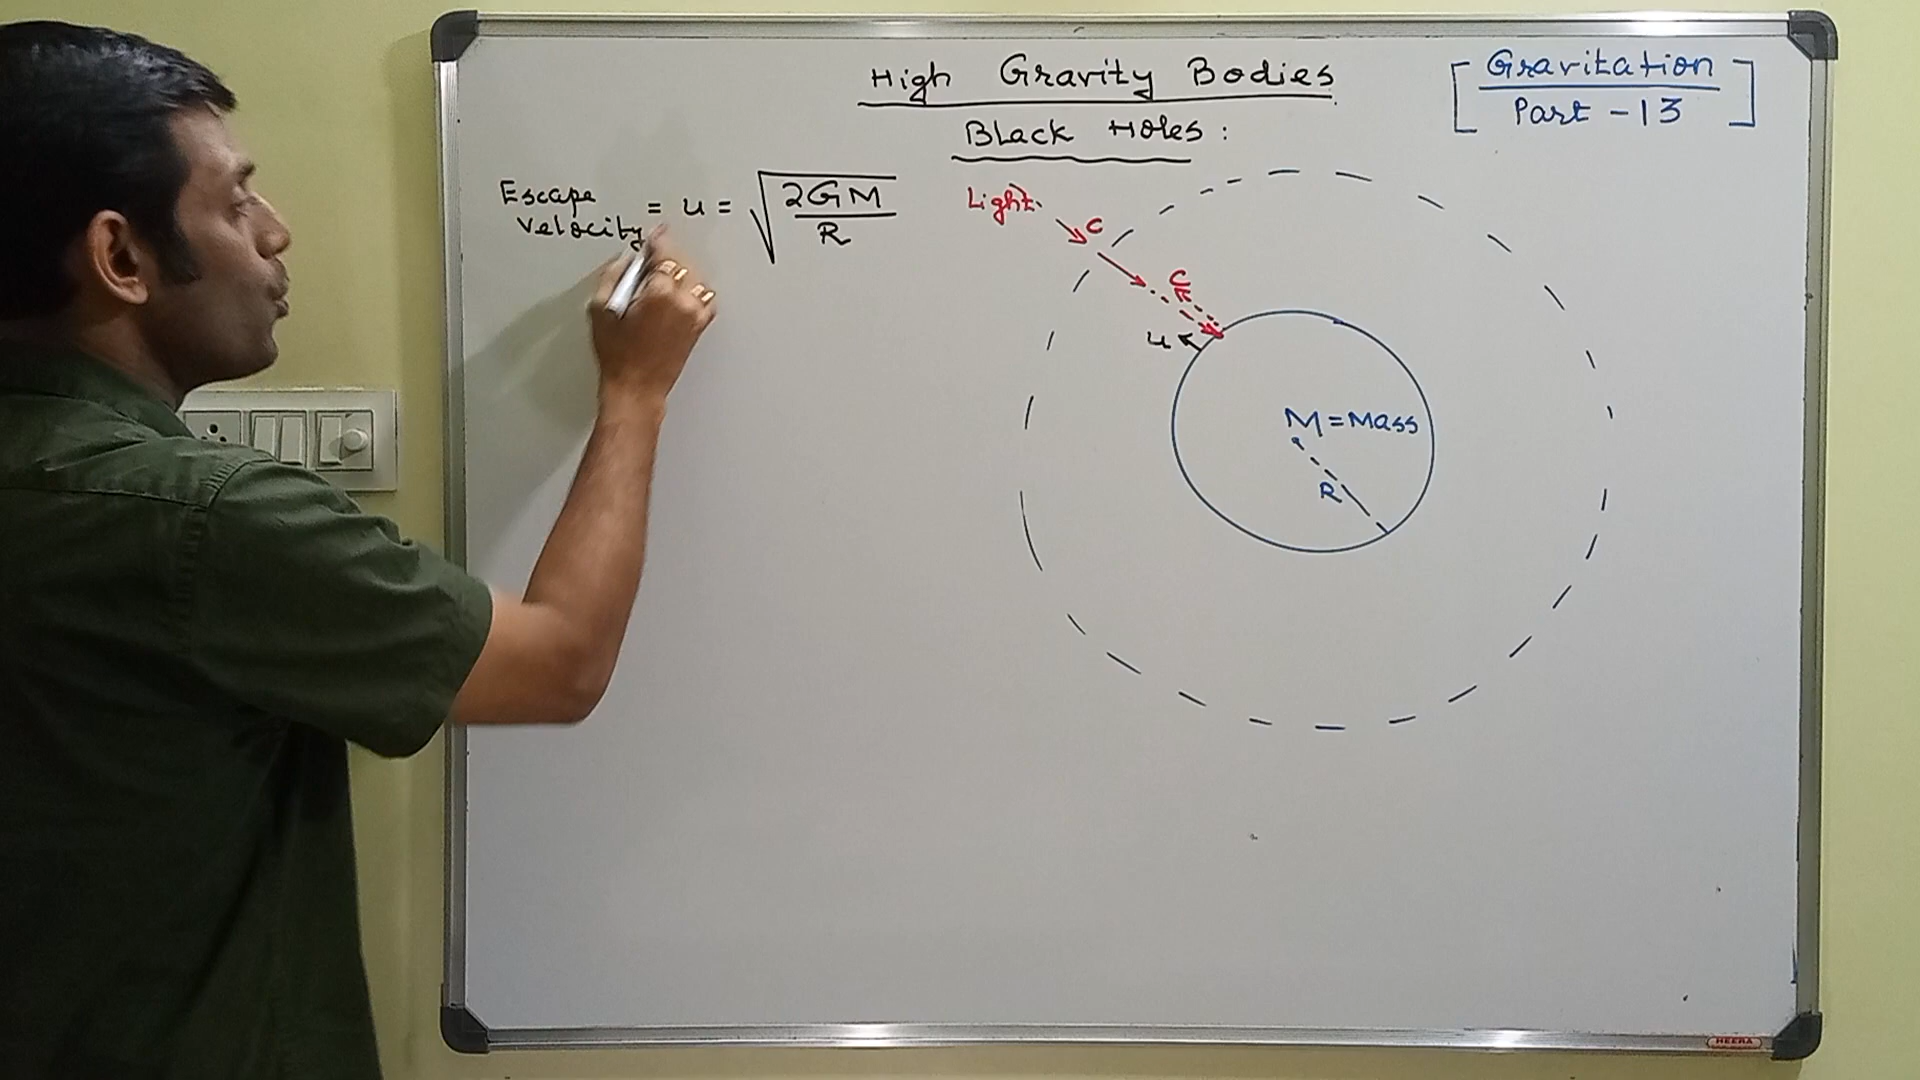 High Gravity Bodies
[Gravitation
Part - 13]
Black Holes:
Escape
Velocity = u = √(2GM/R)
Light
C
C
u
M = Mass
R
HEERA